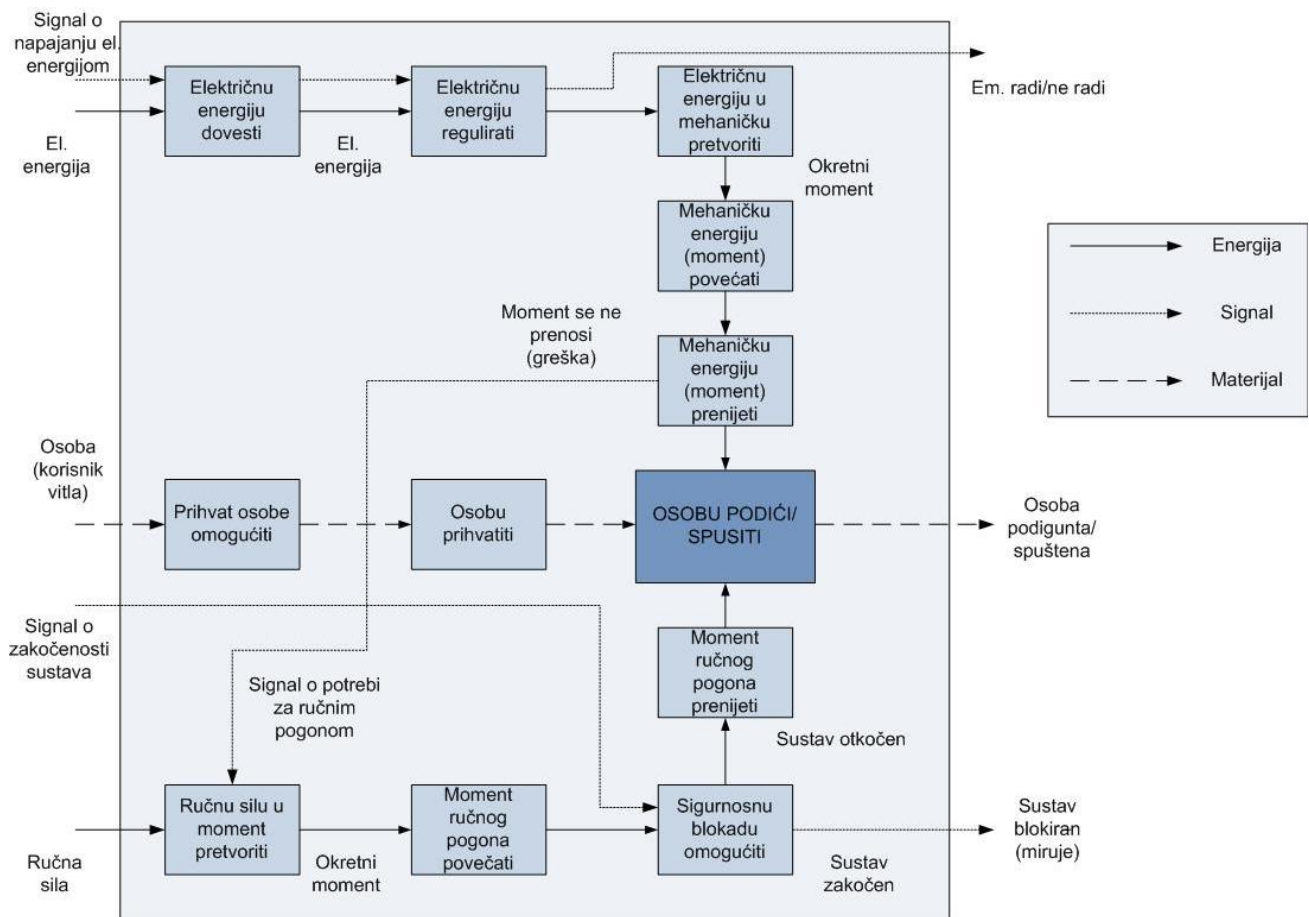 Signal o
napajanju el.
energijom
Električnu
energiju
dovesti
Električnu
energiju
regulirati
Električnu
energiju u
mehaničku
pretvoriti
Em. radi/ne radi
El.
energija
El.
energija
Okretni
moment
Mehaničku
energiju
(moment)
povećati
Energija
Signal
Materijal
Moment se ne
prenosi
(greška)
Mehaničku
energiju
(moment)
prenijeti
Osoba
(korisnik
vitla)
Prihvat osobe
omogućiti
Osobu
prihvatiti
OSOBU PODIĆI/
SPUSITI
Osoba
podigunta/
spuštena
Signal o
zakočenosti
sustava
Signal o potrebi
za ručnim
pogonom
Moment
ručnog
pogona
prenijeti
Sustav otkočen
Ručnu silu u
moment
pretvoriti
Moment
ručnog
pogona
povečati
Sigurnosnu
blokadu
omogućiti
Sustav
blokiran
(miruje)
Ručna
sila
Okretni
moment
Sustav
zakočen